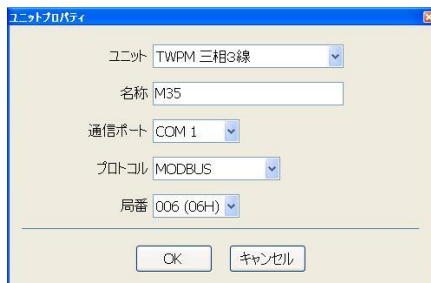 ユニットプロパティ
ユニット TWPM 三相3線
名称 M35
通信ポート COM 1
プロトコル MODBUS
局番 006 (06H)
OK キャンセル